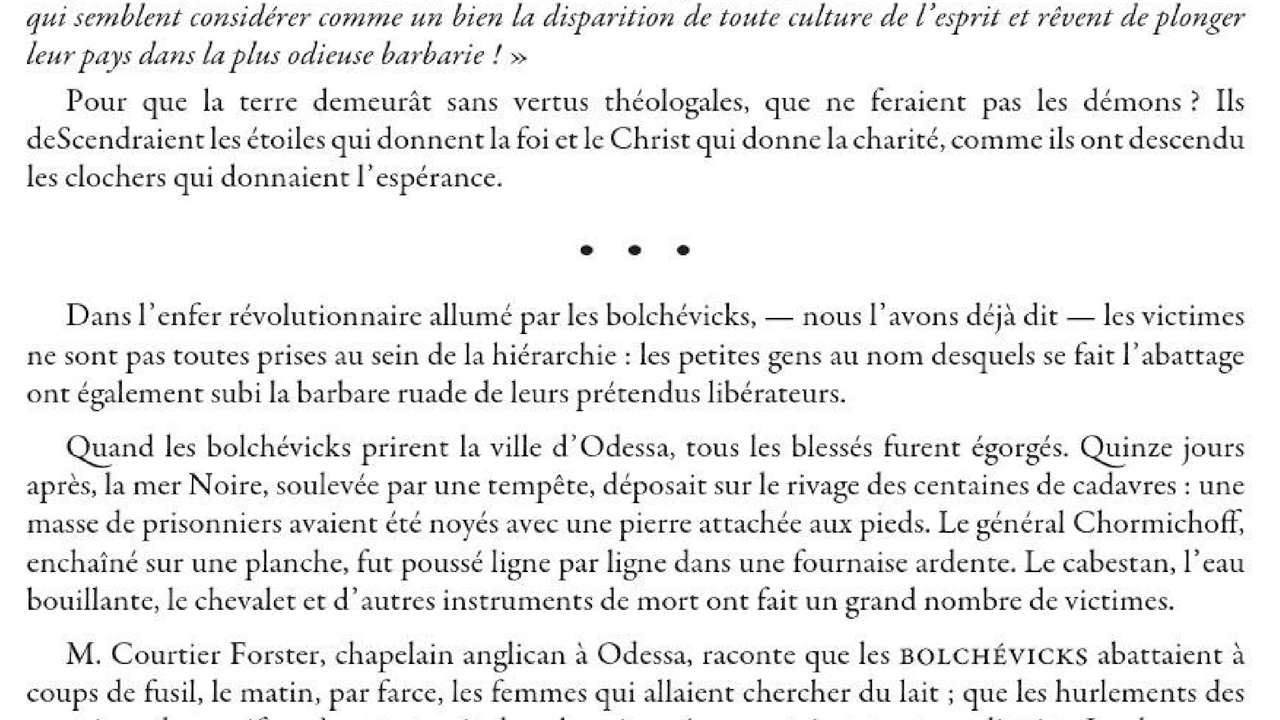 qui semblent considérer comme un bien la disparition de toute culture de l’esprit et rêvent de plonger
leur pays dans la plus odieuse barbarie ! »
Pour que la terre demeurât sans vertus théologales, que ne feraient pas les démons ? Ils
deScendraient les étoiles qui donnent la foi et le Christ qui donne la charité, comme ils ont descendu
les clochers qui donnaient l’espérance.
• • •
Dans l’enfer révolutionnaire allumé par les bolchévicks, — nous l’avons déjà dit — les victimes
ne sont pas toutes prises au sein de la hiérarchie : les petites gens au nom desquels se fait l’abattage
ont également subi la barbare ruade de leurs prétendus libérateurs.
Quand les bolchévicks prirent la ville d’Odessa, tous les blessés furent égorgés. Quinze jours
après, la mer Noire, soulevée par une tempête, déposait sur le rivage des centaines de cadavres : une
masse de prisonniers avaient été noyés avec une pierre attachée aux pieds. Le général Chormichoff,
enchaîné sur une planche, fut poussé ligne par ligne dans une fournaise ardente. Le cabestan, l’eau
bouillante, le chevalet et d’autres instruments de mort ont fait un grand nombre de victimes.
M. Courtier Forster, chapelain anglican à Odessa, raconte que les BOLCHÉVICKS abattaient à
coups de fusil, le matin, par farce, les femmes qui allaient chercher du lait ; que les hurlements des